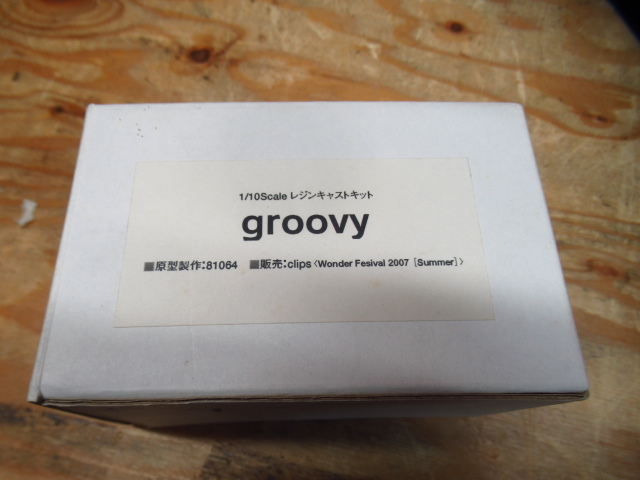 1/10Scale レジンキャストキット
groovy
■原型製作:81064 ■販売:clips〈Wonder Fesival 2007［Summer］〉